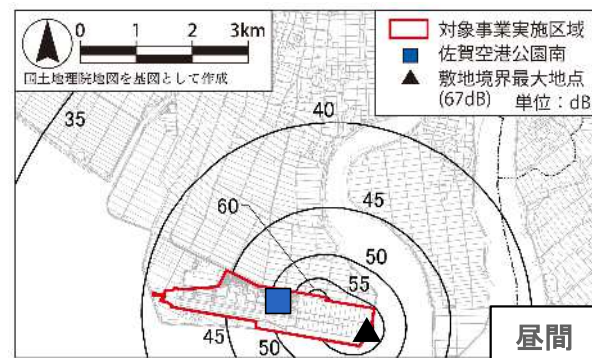 0 1 2 3km
国土地理院地図を基図として作成
対象事業実施区域
佐賀空港公園南
敷地境界最大地点
(67dB) 単位：dB
35
40
45
60
50
55
45
50
昼間